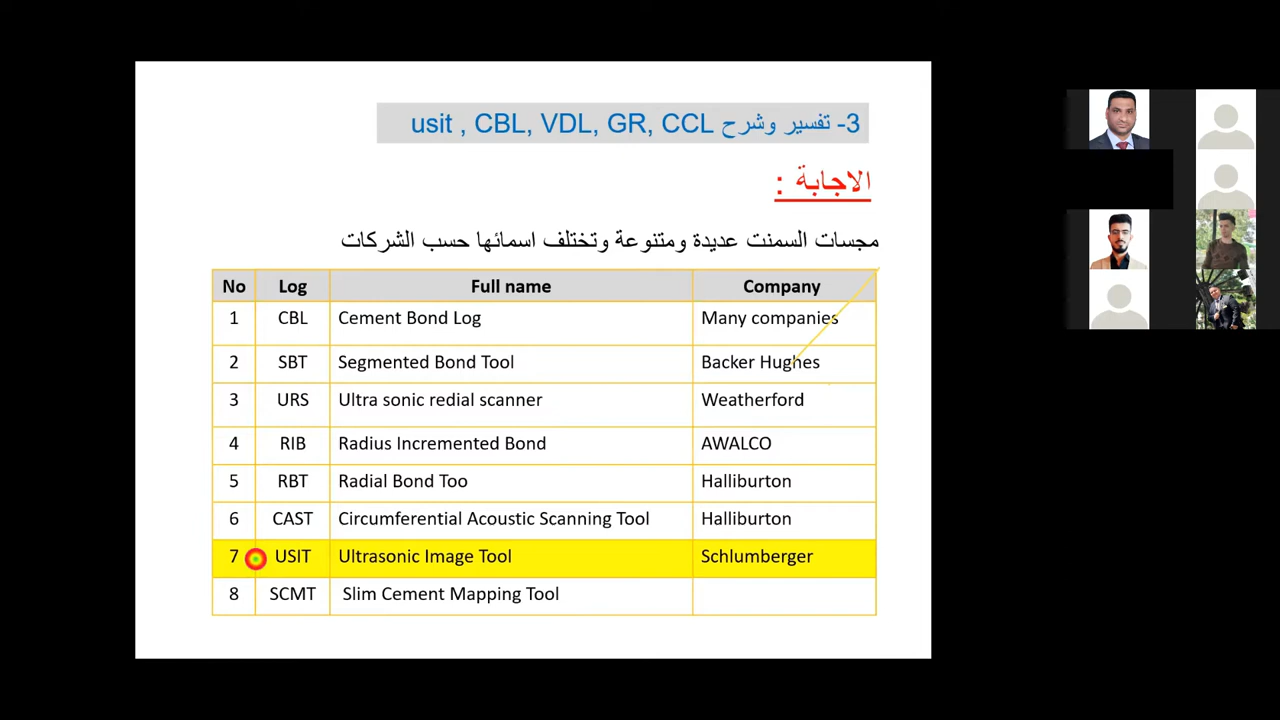 3- تفسير وشرح usit , CBL, VDL, GR, CCL
الاجابة :
مجسات السمنت عديدة ومتنوعة وتختلف اسمائها حسب الشركات
No Log Full name Company
1 CBL Cement Bond Log Many companies
2 SBT Segmented Bond Tool Backer Hughes
3 URS Ultra sonic redial scanner Weatherford
4 RIB Radius Incremented Bond AWALCO
5 RBT Radial Bond Too Halliburton
6 CAST Circumferential Acoustic Scanning Tool Halliburton
7 USIT Ultrasonic Image Tool Schlumberger
8 SCMT Slim Cement Mapping Tool